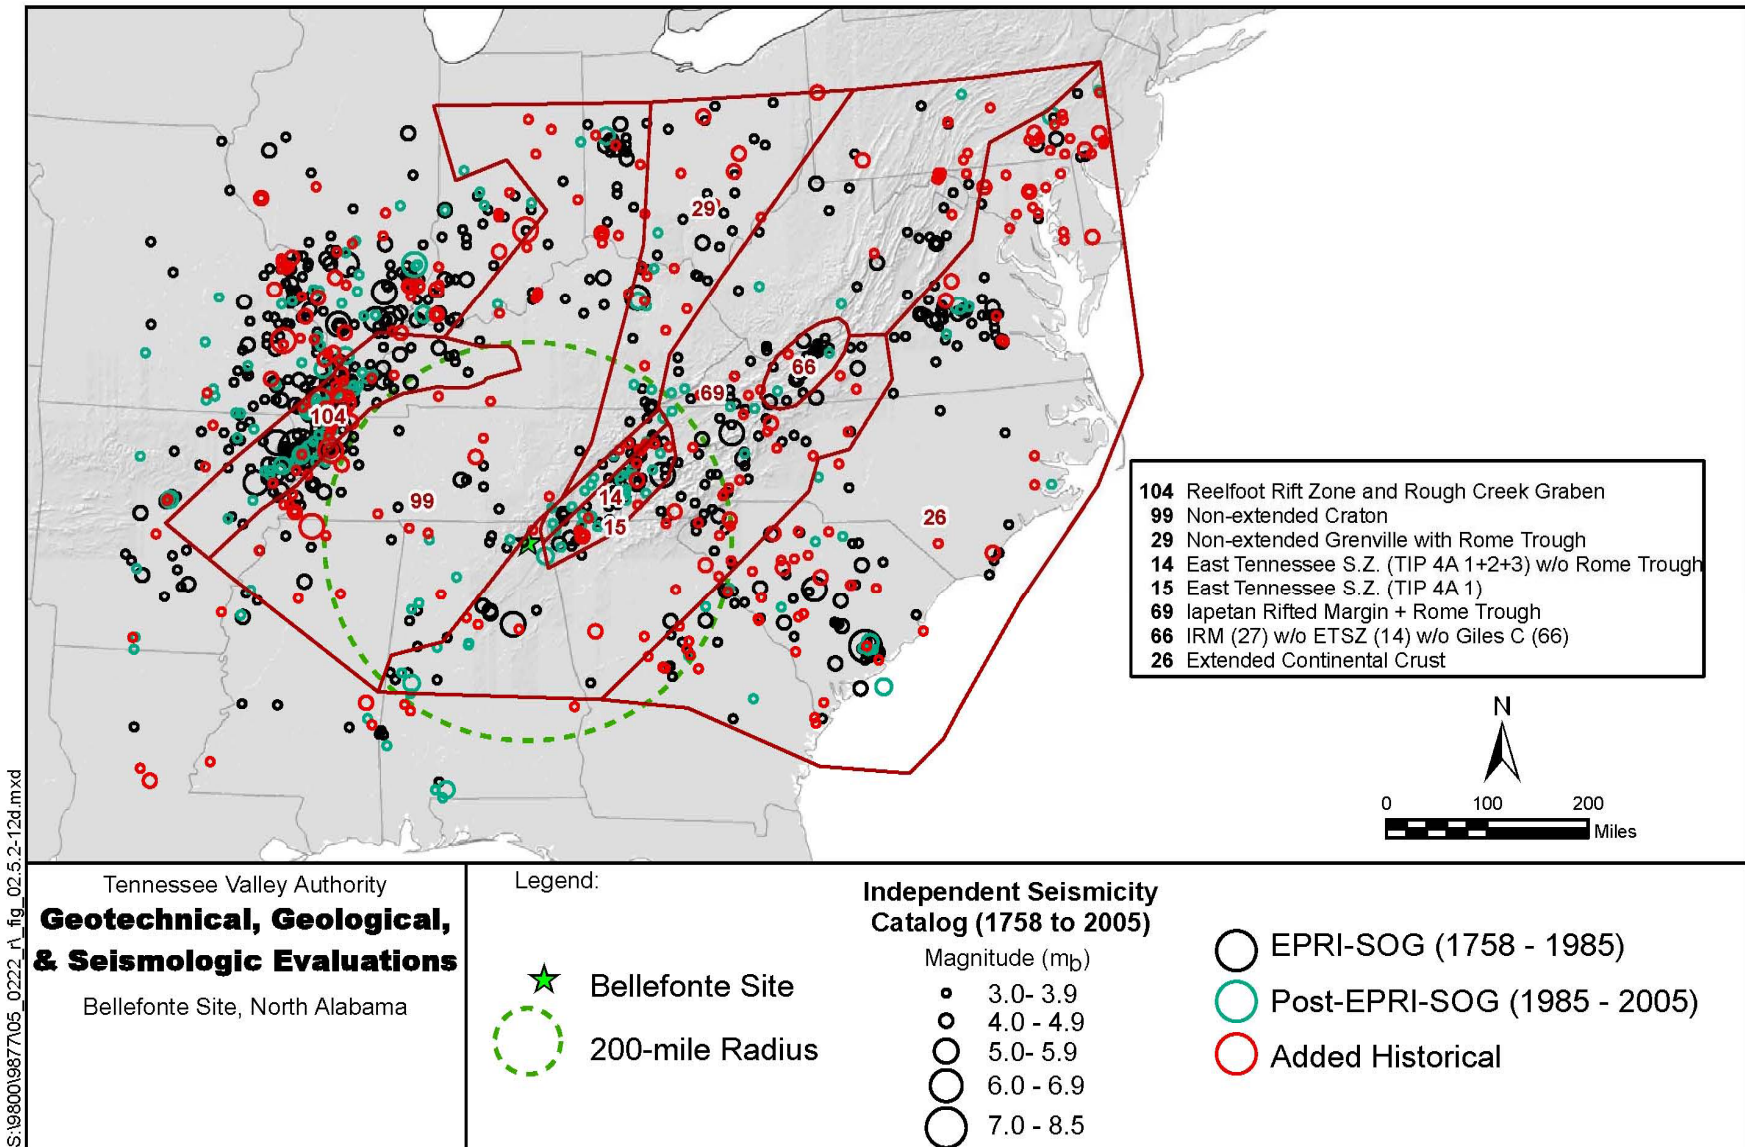 29
66
69
104
99
14
15
26
104 Reelfoot Rift Zone and Rough Creek Graben
99 Non-extended Craton
29 Non-extended Grenville with Rome Trough
14 East Tennessee S.Z. (TIP 4A 1+2+3) w/o Rome Trough
15 East Tennessee S.Z. (TIP 4A 1)
69 Iapetan Rifted Margin + Rome Trough
66 IRM (27) w/o ETSZ (14) w/o Giles C (66)
26 Extended Continental Crust
N
0 100 200
Miles
S:\9800\9877\05_0222_r\_fig_02.5.2-12d.mxd
Tennessee Valley Authority
Geotechnical, Geological,
& Seismologic Evaluations
Bellefonte Site, North Alabama
Legend:
Bellefonte Site
200-mile Radius
Independent Seismicity
Catalog (1758 to 2005)
Magnitude (mb)
3.0- 3.9
4.0 - 4.9
5.0- 5.9
6.0 - 6.9
7.0 - 8.5
EPRI-SOG (1758 - 1985)
Post-EPRI-SOG (1985 - 2005)
Added Historical